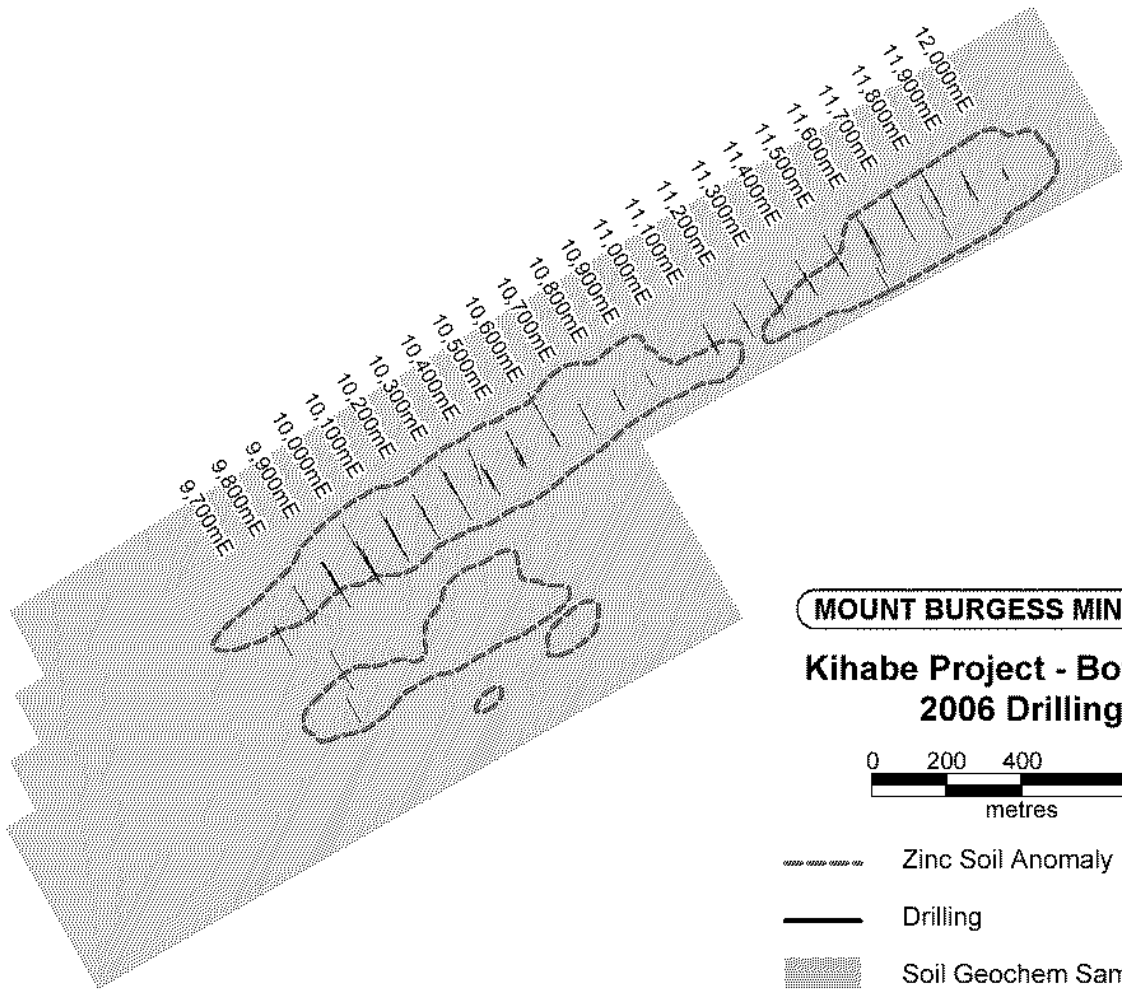 12,000mE
11,900mE
11,800mE
11,700mE
11,600mE
11,500mE
11,400mE
11,300mE
11,200mE
11,100mE
11,000mE
10,900mE
10,800mE
10,700mE
10,600mE
10,500mE
10,400mE
10,300mE
10,200mE
10,100mE
10,000mE
9,900mE
9,800mE
9,700mE
MOUNT BURGESS MIN
Kihabe Project - Bo
2006 Drilling
0 200 400
metres
Zinc Soil Anomaly
Drilling
Soil Geochem Sam